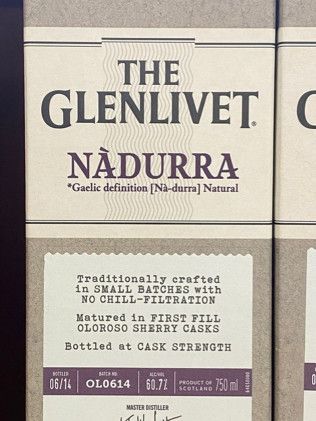 THE
GLENLIVET®
NÀDURRA
*Gaelic definition [Nà-durra] Natural
Traditionally crafted
in SMALL BATCHES with
NO CHILL-FILTRATION
Matured in FIRST FILL
OLOROSO SHERRY CASKS
Bottled at CASK STRENGTH
BOTTLED 06/14 BATCH NO. OL0614 ALC/VOL 60.7% PRODUCT OF SCOTLAND 750 ml
MASTER DISTILLER